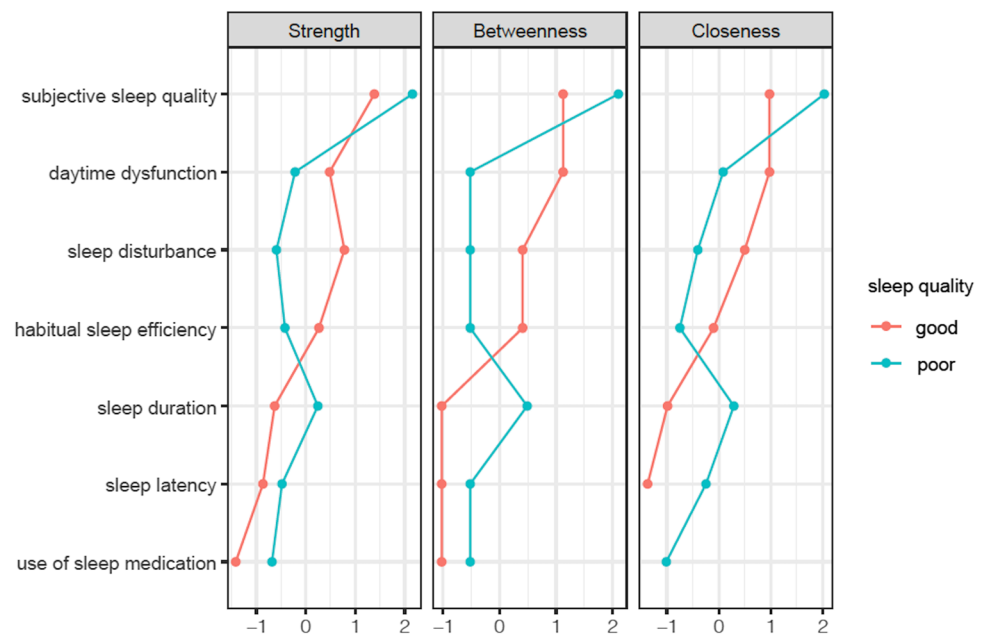 Strength Betweenness Closeness
subjective sleep quality
daytime dysfunction
sleep disturbance
habitual sleep efficiency
sleep duration
sleep latency
use of sleep medication
−1 0 1 2 −1 0 1 2 −1 0 1 2
sleep quality
good
poor